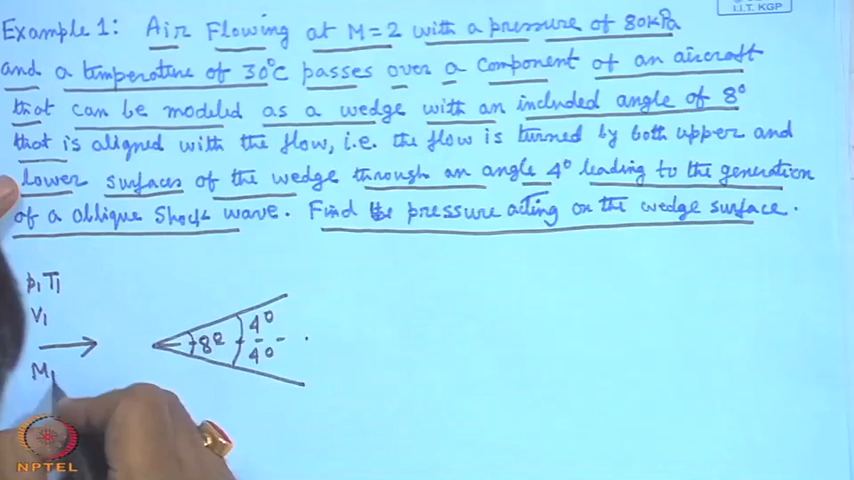 I.I.T. KGP
Example 1: Air Flowing at M=2 with a pressure of 80kPa
and a temperature of 30°C passes over a component of an aircraft
that can be modeled as a wedge with an included angle of 8°
that is aligned with the flow, i.e. the flow is turned by both upper and
lower surfaces of the wedge through an angle 4° leading to the generation
of a oblique shock wave. Find the pressure acting on the wedge surface.
p1 T1
V1
M1
8°
4°
4°
NPTEL